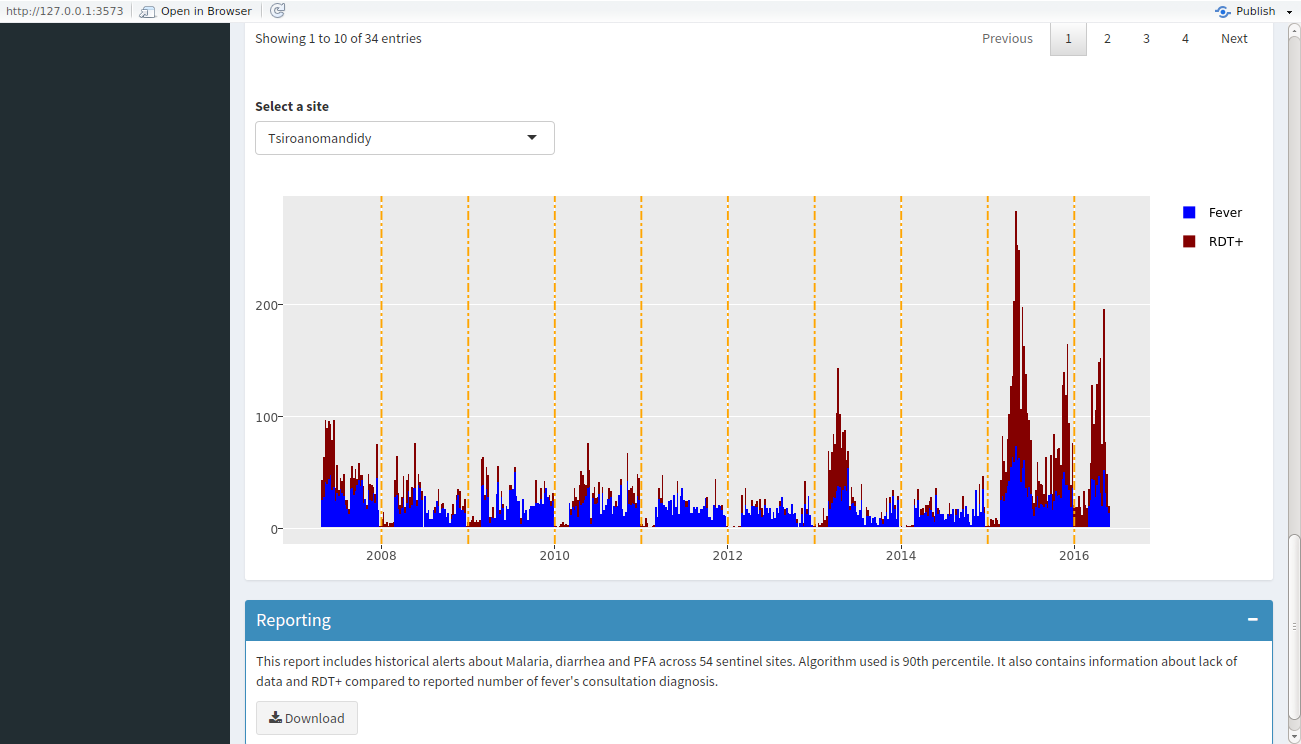 http://127.0.0.1:3573 Open in Browser Publish
Showing 1 to 10 of 34 entries Previous 1 2 3 4 Next
Select a site
Tsiroanomandidy
Fever
RDT+
200
100
0
2008 2010 2012 2014 2016
Reporting
This report includes historical alerts about Malaria, diarrhea and PFA across 54 sentinel sites. Algorithm used is 90th percentile. It also contains information about lack of
data and RDT+ compared to reported number of fever's consultation diagnosis.
Download